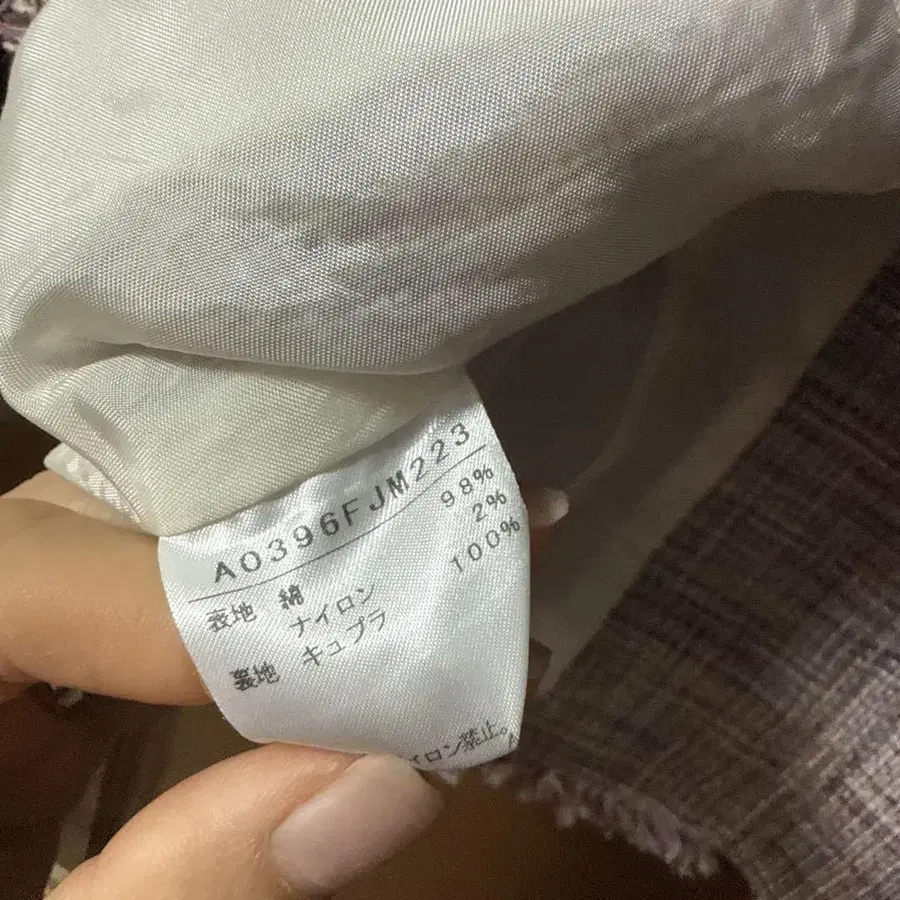 A0396FJM223
表地 綿 98%
ナイロン 2%
裏地 キュプラ 100%
イロン禁止。